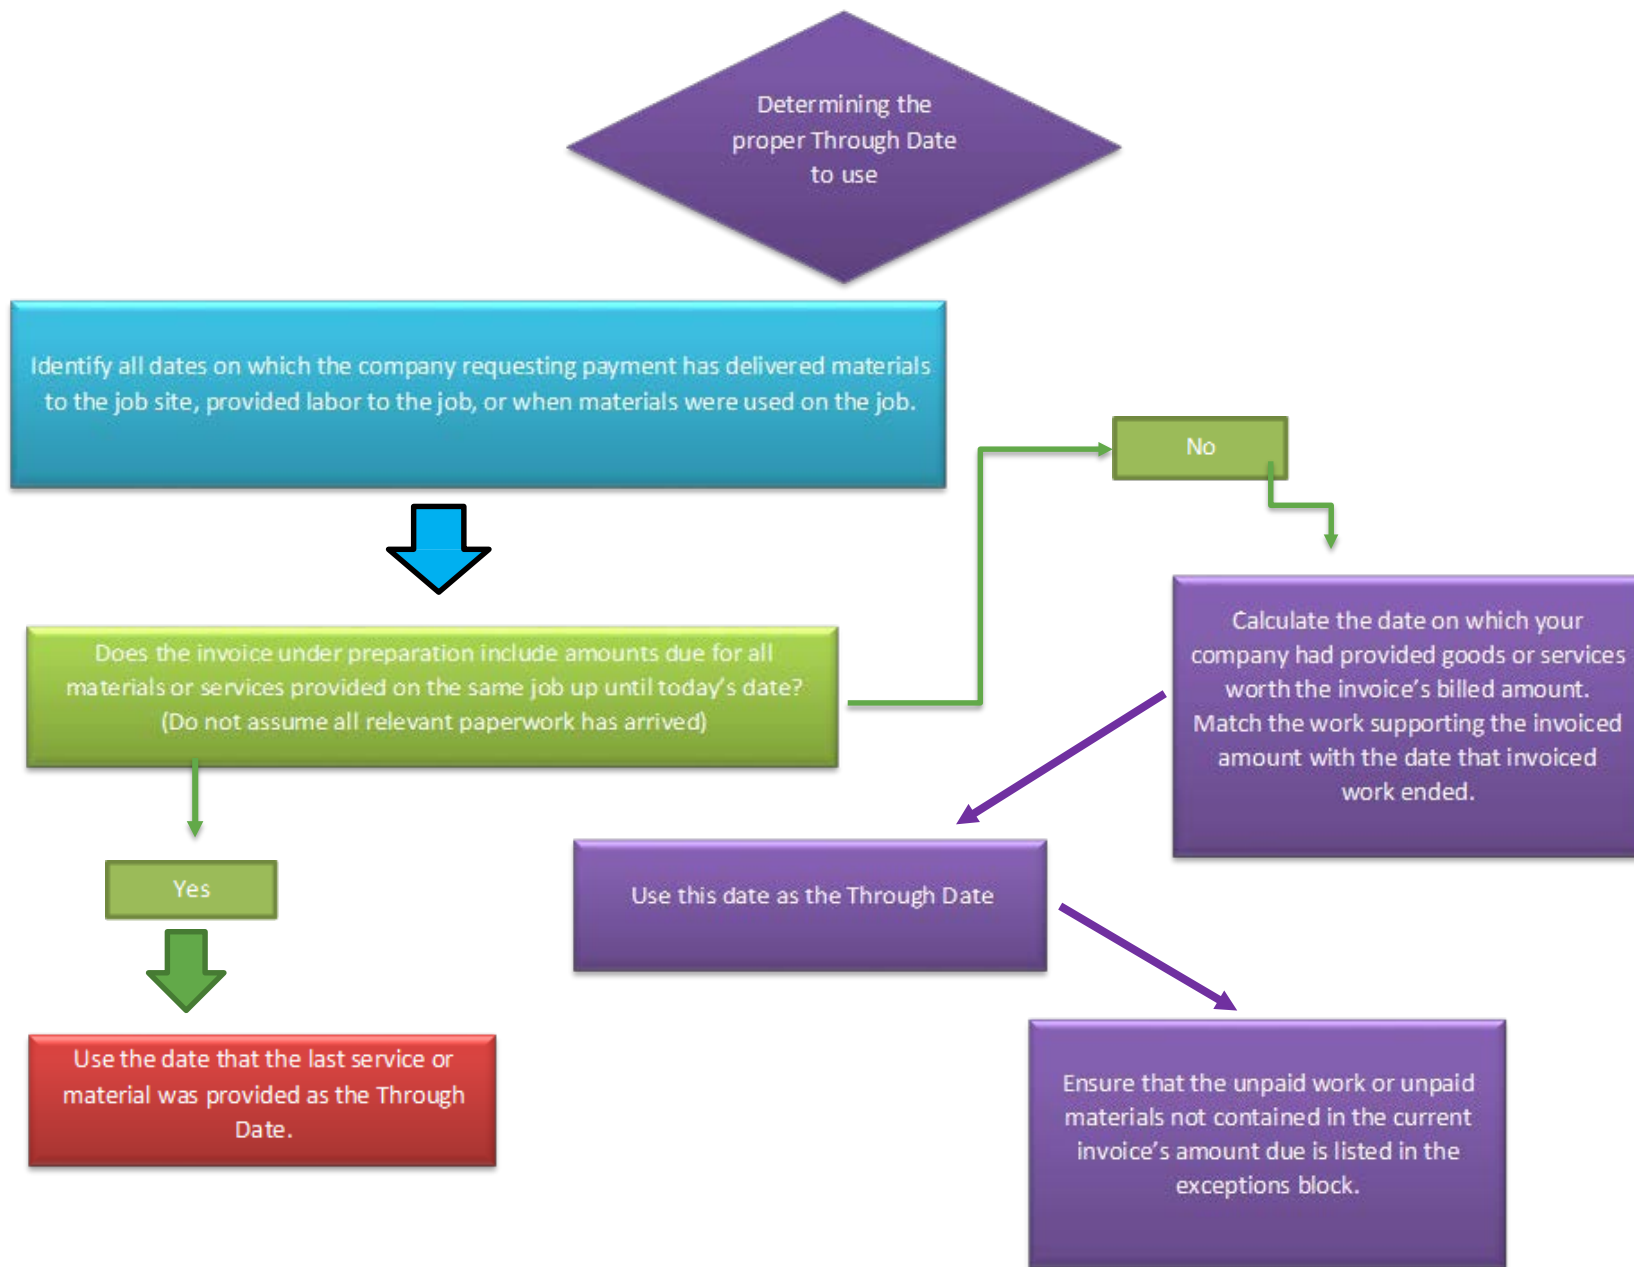 Determining the
proper Through Date
to use
Identify all dates on which the company requesting payment has delivered materials
to the job site, provided labor to the job, or when materials were used on the job.
No
Does the invoice under preparation include amounts due for all
materials or services provided on the same job up until today’s date?
(Do not assume all relevant paperwork has arrived)
Calculate the date on which your
company had provided goods or services
worth the invoice’s billed amount.
Match the work supporting the invoiced
amount with the date that invoiced
work ended.
Yes
Use this date as the Through Date
Use the date that the last service or
material was provided as the Through
Date.
Ensure that the unpaid work or unpaid
materials not contained in the current
invoice’s amount due is listed in the
exceptions block.